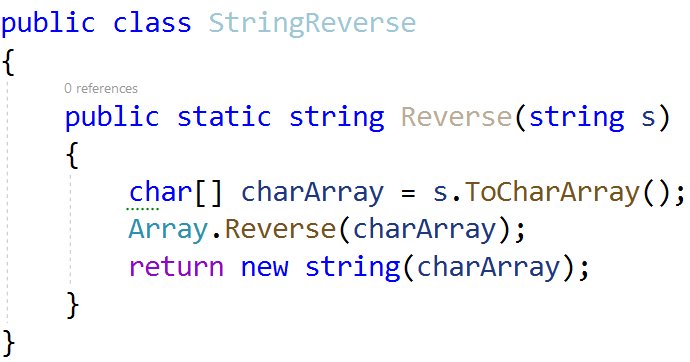 public class StringReverse
{
0 references
public static string Reverse(string s)
{
char[] charArray = s.ToCharArray();
Array.Reverse(charArray);
return new string(charArray);
}
}